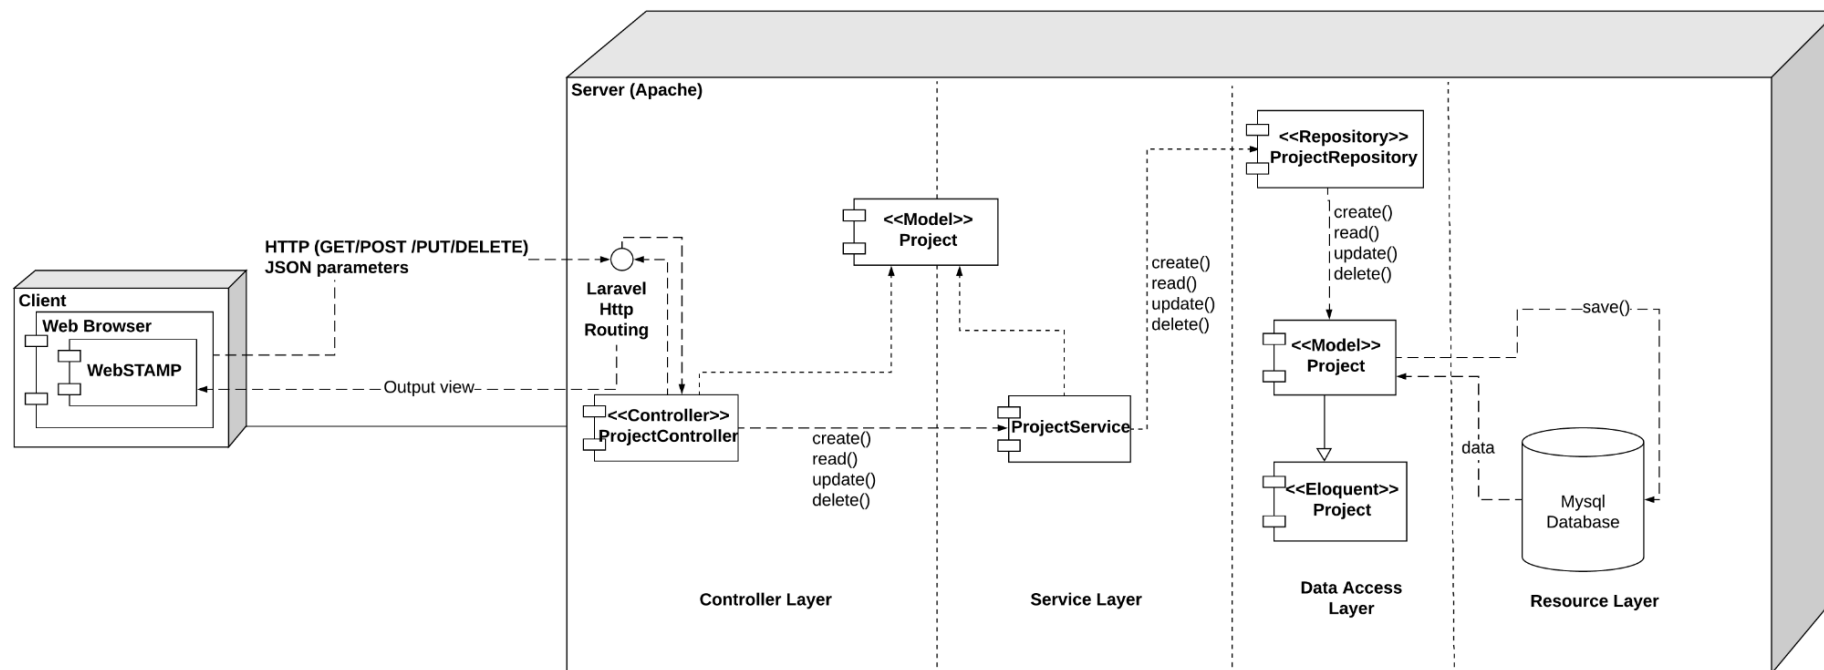 Server (Apache)
<<Repository>>
ProjectRepository
<<Model>>
Project
create()
read()
update()
delete()
HTTP (GET/POST /PUT/DELETE)
JSON parameters
create()
read()
update()
delete()
Laravel
Http
Routing
Client
Web Browser
WebSTAMP
Output view
save()
<<Model>>
Project
<<Controller>>
ProjectController
ProjectService
create()
read()
update()
delete()
data
<<Eloquent>>
Project
Mysql
Database
Controller Layer
Service Layer
Data Access
Layer
Resource Layer